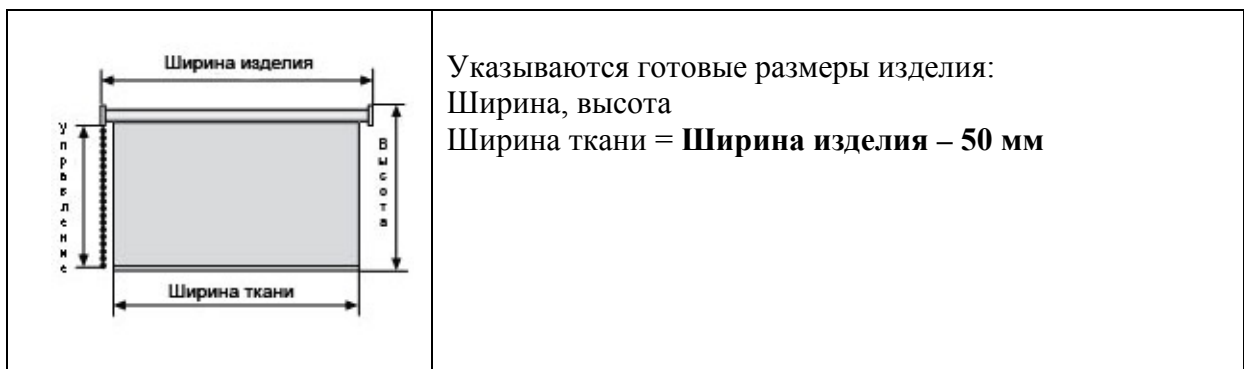 Ширина изделия
Управление
Высота
Ширина ткани
Указываются готовые размеры изделия:
Ширина, высота
Ширина ткани = Ширина изделия – 50 мм